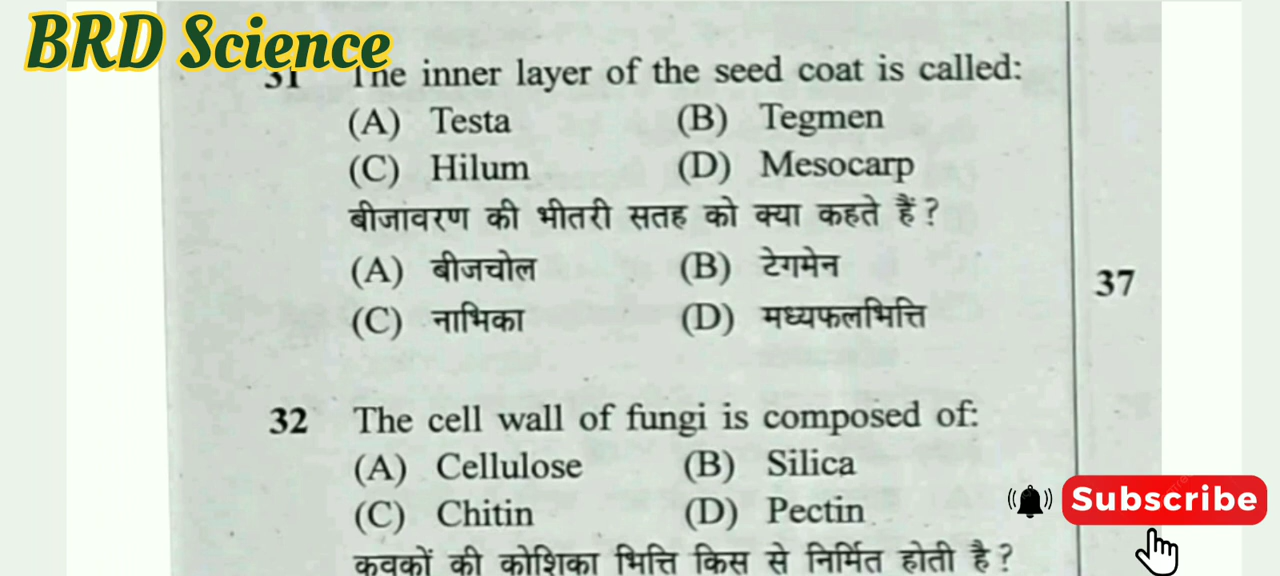 BRD Science
31 The inner layer of the seed coat is called:
(A) Testa (B) Tegmen
(C) Hilum (D) Mesocarp
बीजावरण की भीतरी सतह को क्या कहते हैं?
(A) बीजचोल (B) टेगमेन
(C) नाभिका (D) मध्यफलभित्ति
37
32 The cell wall of fungi is composed of:
(A) Cellulose (B) Silica
(C) Chitin (D) Pectin
Subscribe
कवकों की कोशिका भित्ति किस से निर्मित होती है?